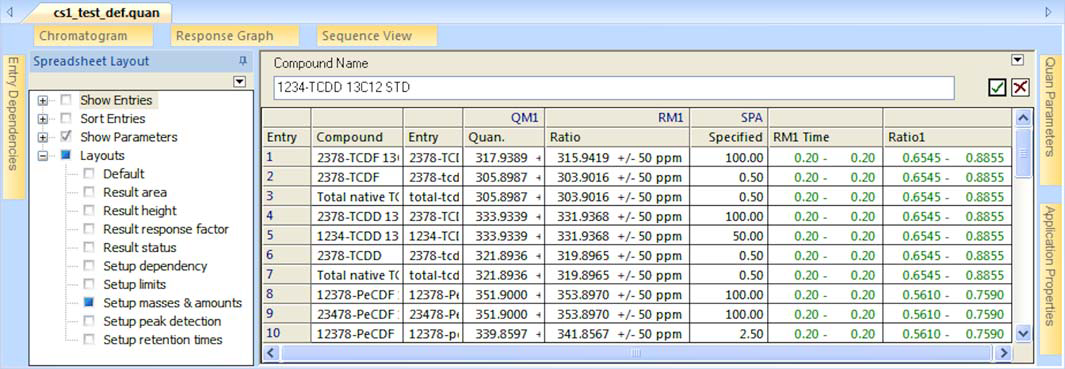 cs1_test_def.quan
Chromatogram Response Graph Sequence View
Entry Dependencies
Spreadsheet Layout
Show Entries
Sort Entries
Show Parameters
Layouts
Default
Result area
Result height
Result response factor
Result status
Setup dependency
Setup limits
Setup masses & amounts
Setup peak detection
Setup retention times
Compound Name
1234-TCDD 13C12 STD
QM1 RM1 SPA
Entry Compound Entry Quan. Ratio Specified RM1 Time Ratio1
1 2378-TCDF 13 2378-TCD 317.9389 + 315.9419 +/- 50 ppm 100.00 0.20 - 0.20 0.6545 - 0.8855
2 2378-TCDF 2378-tcd 305.8987 + 303.9016 +/- 50 ppm 0.50 0.20 - 0.20 0.6545 - 0.8855
3 Total native TC total-tcd 305.8987 + 303.9016 +/- 50 ppm 0.50 0.20 - 0.20 0.6545 - 0.8855
4 2378-TCDD 13 2378-TCD 333.9339 + 331.9368 +/- 50 ppm 100.00 0.20 - 0.20 0.6545 - 0.8855
5 1234-TCDD 13 1234-TCD 333.9339 + 331.9368 +/- 50 ppm 50.00 0.20 - 0.20 0.6545 - 0.8855
6 2378-TCDD 2378-tcd 321.8936 + 319.8965 +/- 50 ppm 0.50 0.20 - 0.20 0.6545 - 0.8855
7 Total native TC total-tcd 321.8936 + 319.8965 +/- 50 ppm 0.50 0.20 - 0.20 0.6545 - 0.8855
8 12378-PeCDF 12378-Pe 351.9000 + 353.8970 +/- 50 ppm 100.00 0.20 - 0.20 0.5610 - 0.7590
9 23478-PeCDF 23478-Pe 351.9000 + 353.8970 +/- 50 ppm 100.00 0.20 - 0.20 0.5610 - 0.7590
10 12378-PeCDF 12378-pe 339.8597 + 341.8567 +/- 50 ppm 2.50 0.20 - 0.20 0.5610 - 0.7590
Quan Parameters
Application Properties